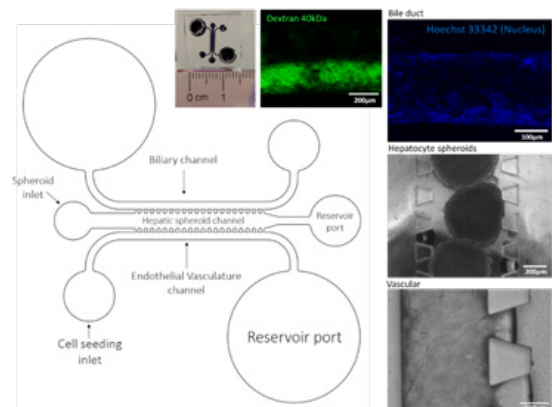 Dextran 40kDa
200μm
0 cm 1
Bile duct
Hoechst 33342 (Nucleus)
100μm
Biliary channel
Spheroid
inlet
Hepatic spheroid channel
Reservoir
port
Endothelial Vasculature
channel
Cell seeding
inlet
Reservoir port
Hepatocyte spheroids
200μm
Vascular